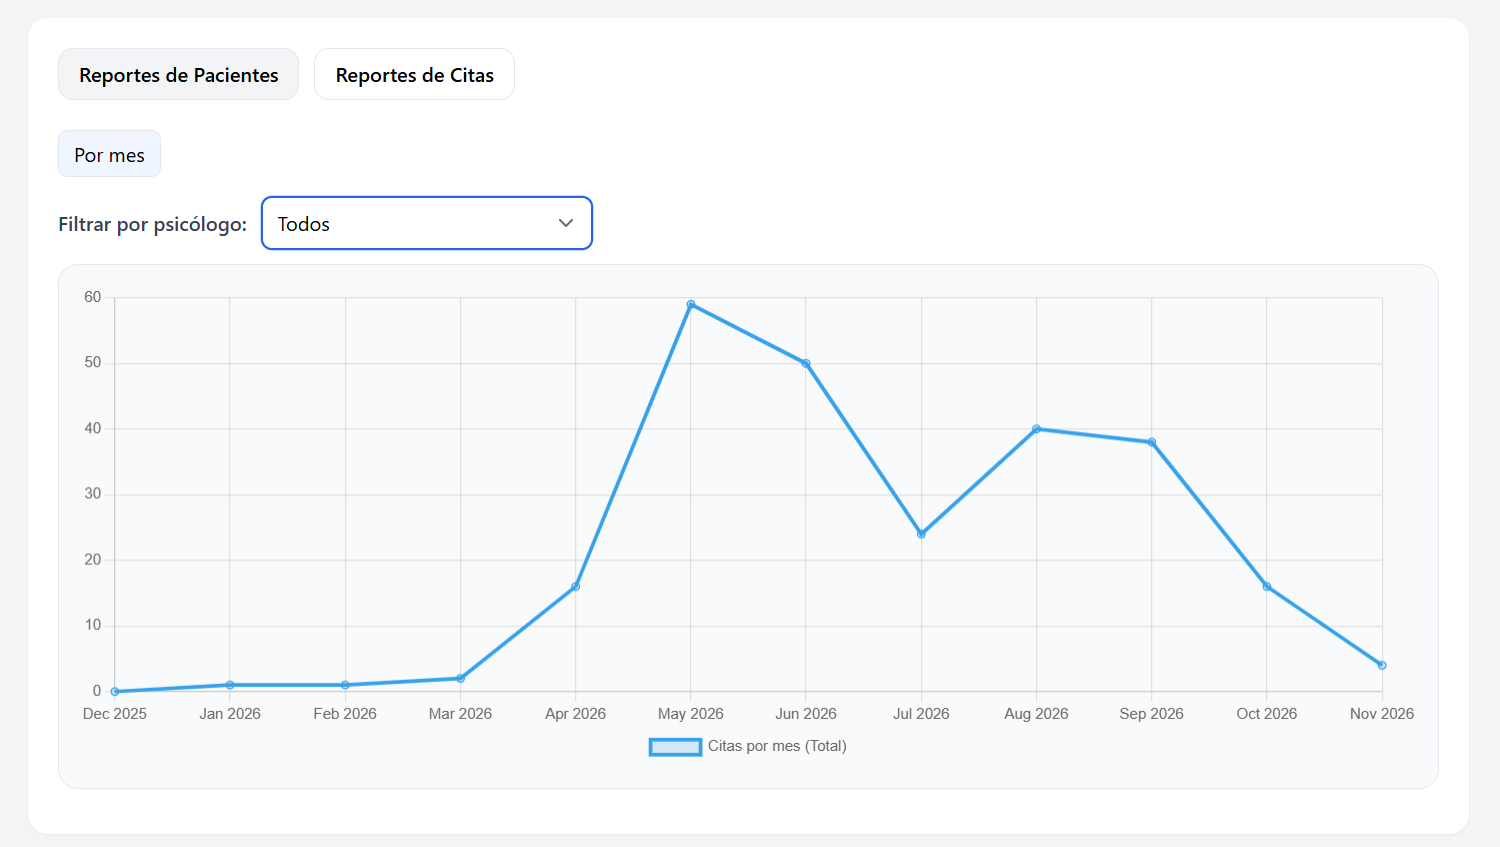 Reportes de Pacientes
Reportes de Citas
Por mes
Filtrar por psicólogo:
Todos
60
50
40
30
20
10
0
Dec 2025
Jan 2026
Feb 2026
Mar 2026
Apr 2026
May 2026
Jun 2026
Jul 2026
Aug 2026
Sep 2026
Oct 2026
Nov 2026
Citas por mes (Total)